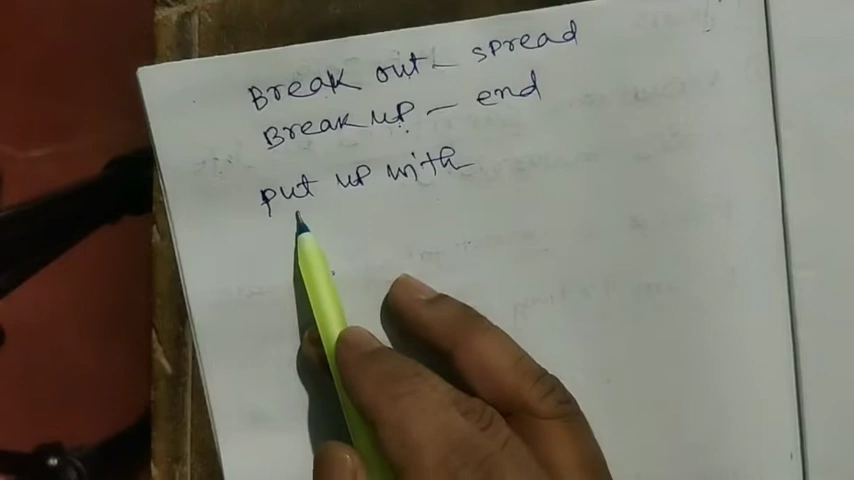 Break out - spread
Break up - end
put up with